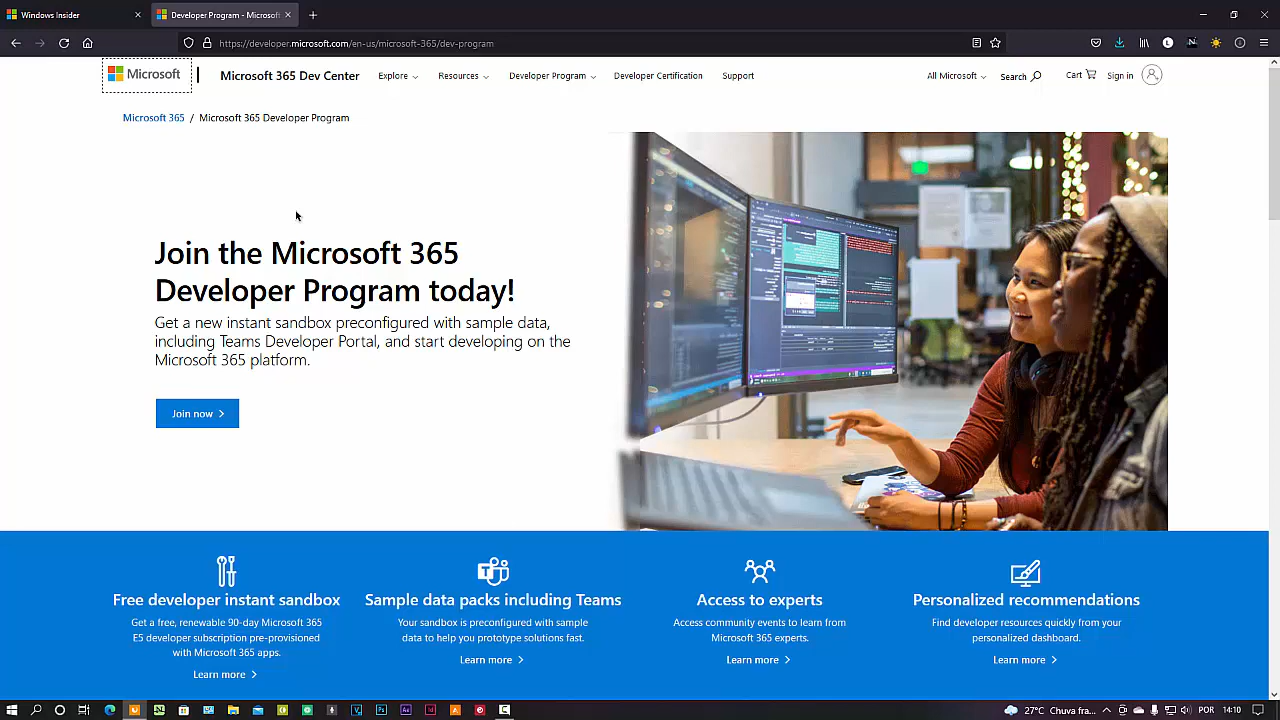 Windows Insider
Developer Program - Microsoft
https://developer.microsoft.com/en-us/microsoft-365/dev-program
Microsoft
Microsoft 365 Dev Center
Explore
Resources
Developer Program
Developer Certification
Support
All Microsoft
Search
Cart
Sign in
Microsoft 365 / Microsoft 365 Developer Program
Join the Microsoft 365
Developer Program today!
Get a new instant sandbox preconfigured with sample data,
including Teams Developer Portal, and start developing on the
Microsoft 365 platform.
Join now
Free developer instant sandbox
Get a free, renewable 90-day Microsoft 365
E5 developer subscription pre-provisioned
with Microsoft 365 apps.
Learn more
Sample data packs including Teams
Your sandbox is preconfigured with sample
data to help you prototype solutions fast.
Learn more
Access to experts
Access community events to learn from
Microsoft 365 experts.
Learn more
Personalized recommendations
Find developer resources quickly from your
personalized dashboard.
Learn more
27°C Chuva fra...
POR
14:10